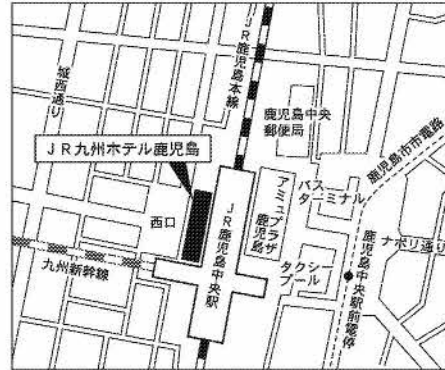 JR鹿児島本線
城西通り
鹿児島中央
郵便局
鹿児島市市電路
JR九州ホテル鹿児島
バス
ターミナル
アミュプラザ
鹿児島
西口
JR鹿児島中央駅
ナポリ通り
九州新幹線
タクシー
プール
鹿児島中央駅前電停